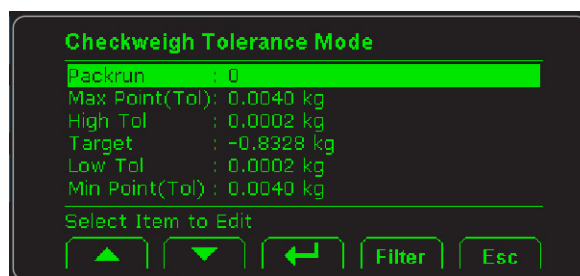 Checkweigh Tolerance Mode
Packrun : 0
Max Point(Tol): 0.0040 kg
High Tol : 0.0002 kg
Target : -0.8328 kg
Low Tol : 0.0002 kg
Min Point(Tol) : 0.0040 kg
Select Item to Edit
Filter Esc